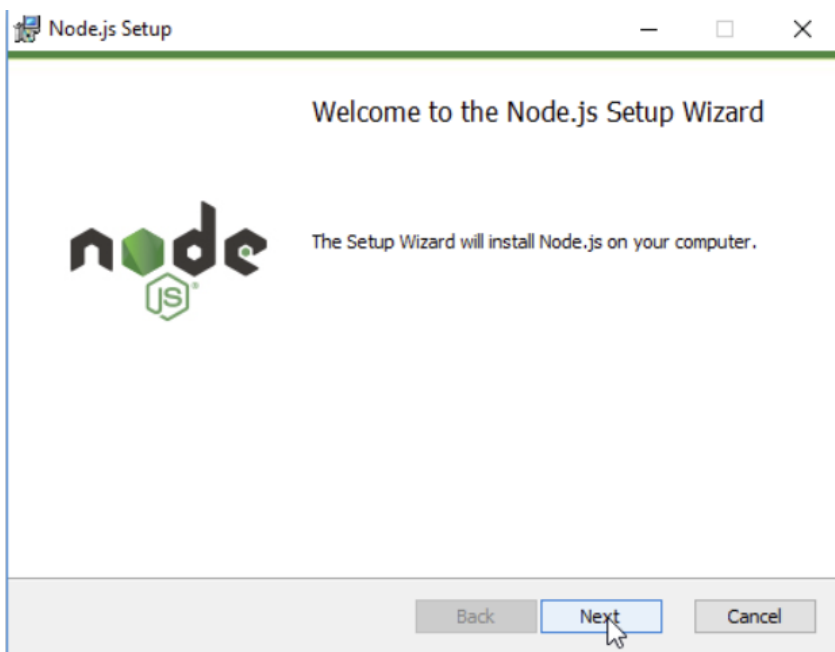 Node.js Setup
Welcome to the Node.js Setup Wizard
node
JS®
The Setup Wizard will install Node.js on your computer.
Back Next Cancel